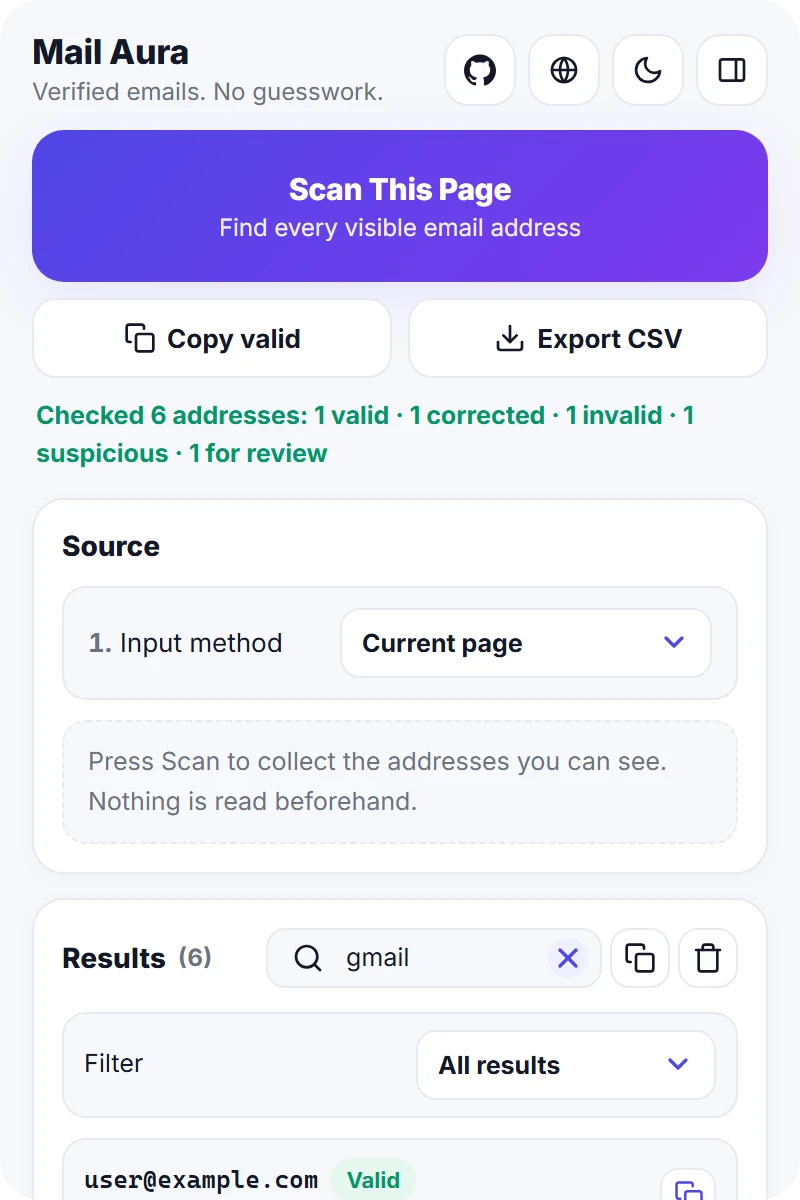 Mail Aura
Verified emails. No guesswork.
Scan This Page
Find every visible email address
Copy valid
Export CSV
Checked 6 addresses: 1 valid · 1 corrected · 1 invalid · 1
suspicious · 1 for review
Source
1. Input method
Current page
Press Scan to collect the addresses you can see.
Nothing is read beforehand.
Results (6)
gmail
Filter
All results
user@example.com
Valid